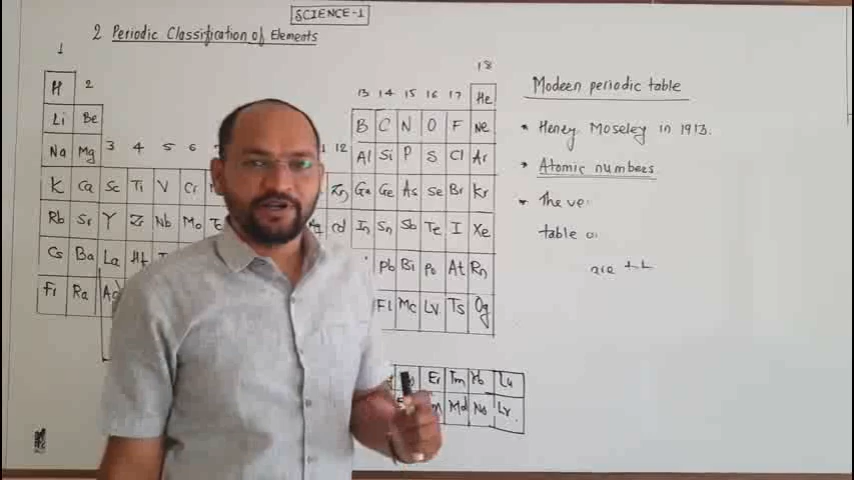 SCIENCE-1
2 Periodic Classification of Elements
1
18
H 2 13 14 15 16 17 He
Li Be B C N O F Ne
Na Mg 3 4 5 6 12 Al Si P S Cl Ar
K Ca Sc Ti V Cr Zn Ga Ge As Se Br Kr
Rb Sr Y Zr Nb Mo Tc Cd In Sn Sb Te I Xe
Cs Ba La Hf Pb Bi Po At Rn
Fr Ra Ac Fl Mc Lv Ts Og
Er Tm Yb Lu
Md No Lr
Modern periodic table
* Henry Moseley in 1913.
* Atomic numbers
* The
table
are